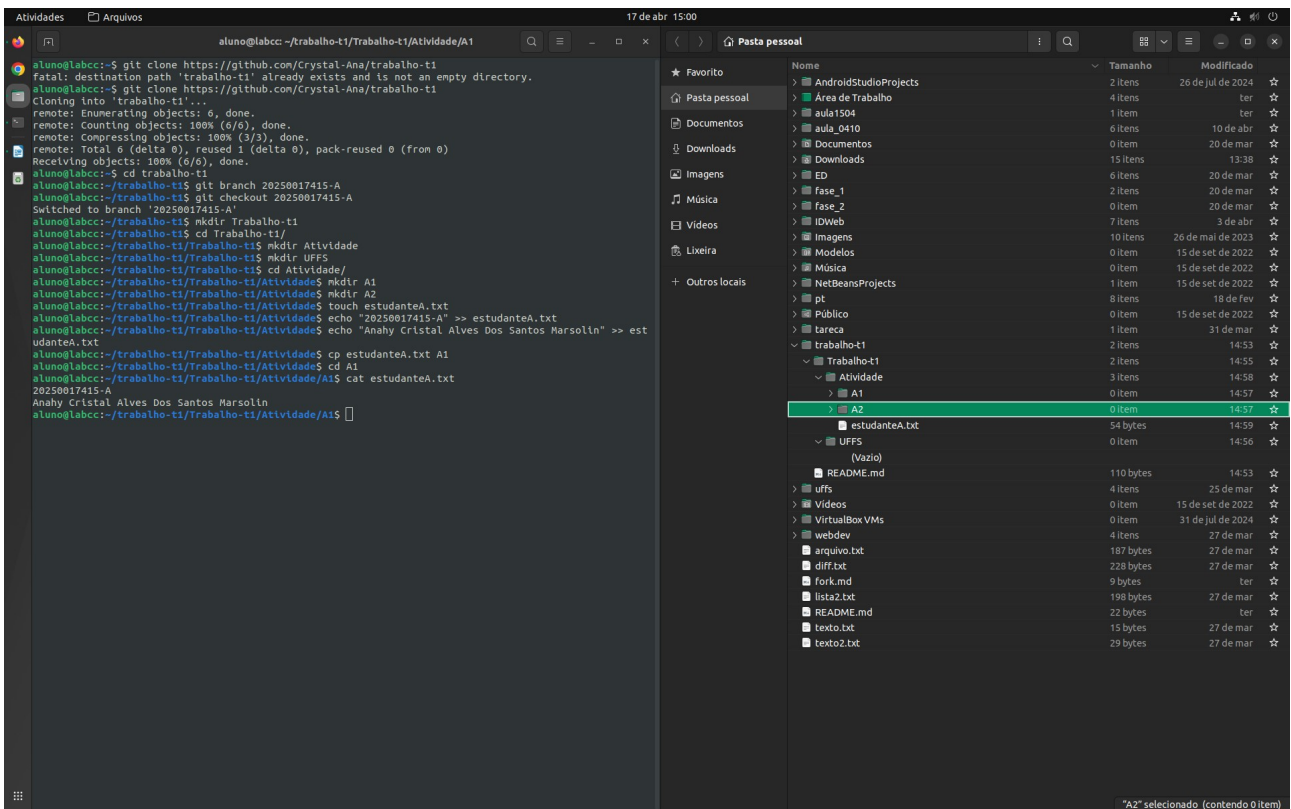 Atividades Arquivos 17 de abr 15:00
aluno@labcc: ~/trabalho-t1/Trabalho-t1/Atividade/A1
aluno@labcc:~$ git clone https://github.com/Crystal-Ana/trabalho-t1
fatal: destination path 'trabalho-t1' already exists and is not an empty directory.
aluno@labcc:~$ git clone https://github.com/Crystal-Ana/trabalho-t1
Cloning into 'trabalho-t1'...
remote: Enumerating objects: 6, done.
remote: Counting objects: 100% (6/6), done.
remote: Compressing objects: 100% (3/3), done.
remote: Total 6 (delta 0), reused 1 (delta 0), pack-reused 0 (from 0)
Receiving objects: 100% (6/6), done.
aluno@labcc:~$ cd trabalho-t1
aluno@labcc:~/trabalho-t1$ git branch 20250017415-A
aluno@labcc:~/trabalho-t1$ git checkout 20250017415-A
Switched to branch '20250017415-A'
aluno@labcc:~/trabalho-t1$ mkdir Trabalho-t1
aluno@labcc:~/trabalho-t1$ cd Trabalho-t1/
aluno@labcc:~/trabalho-t1/Trabalho-t1$ mkdir Atividade
aluno@labcc:~/trabalho-t1/Trabalho-t1$ mkdir UFFS
aluno@labcc:~/trabalho-t1/Trabalho-t1$ cd Atividade/
aluno@labcc:~/trabalho-t1/Trabalho-t1/Atividade$ mkdir A1
aluno@labcc:~/trabalho-t1/Trabalho-t1/Atividade$ mkdir A2
aluno@labcc:~/trabalho-t1/Trabalho-t1/Atividade$ touch estudanteA.txt
aluno@labcc:~/trabalho-t1/Trabalho-t1/Atividade$ echo "20250017415-A" >> estudanteA.txt
aluno@labcc:~/trabalho-t1/Trabalho-t1/Atividade$ echo "Anahy Cristal Alves Dos Santos Marsolin" >> est
udanteA.txt
aluno@labcc:~/trabalho-t1/Trabalho-t1/Atividade$ cp estudanteA.txt A1
aluno@labcc:~/trabalho-t1/Trabalho-t1/Atividade$ cd A1
aluno@labcc:~/trabalho-t1/Trabalho-t1/Atividade/A1$ cat estudanteA.txt
20250017415-A
Anahy Cristal Alves Dos Santos Marsolin
aluno@labcc:~/trabalho-t1/Trabalho-t1/Atividade/A1$
Pasta pessoal
Favorito
Pasta pessoal
Documentos
Downloads
Imagens
Música
Vídeos
Lixeira
+ Outros locais
Nome Tamanho Modificado
AndroidStudioProjects 2 itens 26 de jul de 2024
Área de Trabalho 4 itens ter
aula1504 1 item ter
aula_0410 6 itens 10 de abr
Documentos 0 item 20 de mar
Downloads 15 itens 13:38
ED 6 itens 20 de mar
fase_1 2 itens 20 de mar
fase_2 0 item 20 de mar
IDWeb 7 itens 3 de abr
Imagens 10 itens 26 de mai de 2023
Modelos 0 item 15 de set de 2022
Música 0 item 15 de set de 2022
NetBeansProjects 1 item 15 de set de 2022
pt 8 itens 18 de fev
Público 0 item 15 de set de 2022
tareca 1 item 31 de mar
trabalho-t1 2 itens 14:53
Trabalho-t1 2 itens 14:55
Atividade 3 itens 14:58
A1 0 item 14:57
A2 0 item 14:57
estudanteA.txt 54 bytes 14:59
UFFS 0 item 14:56
(Vazio)
README.md 110 bytes 14:53
uffs 4 itens 25 de mar
Vídeos 0 item 15 de set de 2022
VirtualBox VMs 0 item 31 de jul de 2024
webdev 4 itens 27 de mar
arquivo.txt 187 bytes 27 de mar
diff.txt 228 bytes 27 de mar
fork.md 9 bytes ter
lista2.txt 198 bytes 27 de mar
README.md 22 bytes ter
texto.txt 15 bytes 27 de mar
texto2.txt 29 bytes 27 de mar
"A2" selecionado (contendo 0 item)